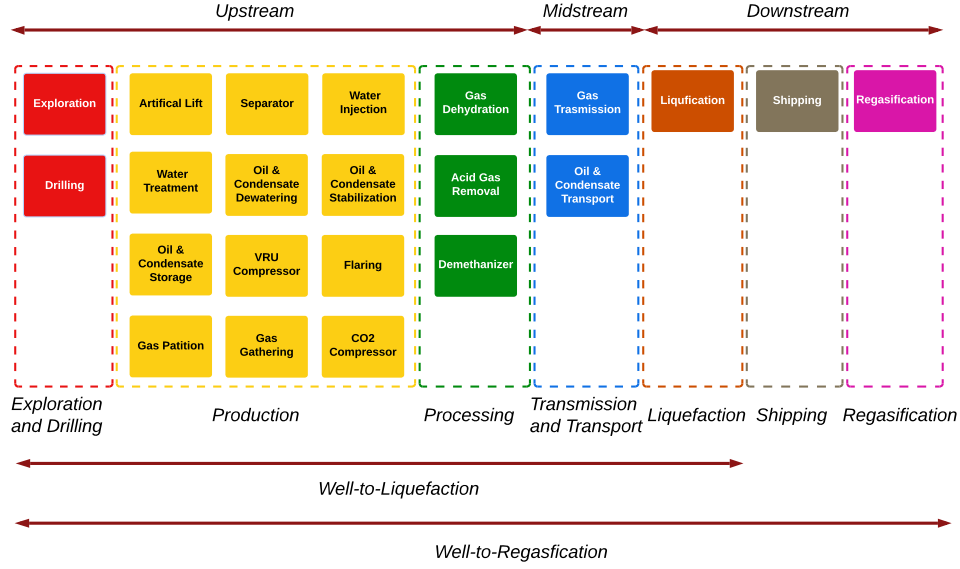 Upstream
Midstream
Downstream
Exploration
Drilling
Artifical Lift
Separator
Water
Injection
Water
Treatment
Oil &
Condensate
Dewatering
Oil &
Condensate
Stabilization
Oil &
Condensate
Storage
VRU
Compressor
Flaring
Gas Patition
Gas
Gathering
CO2
Compressor
Gas
Dehydration
Acid Gas
Removal
Demethanizer
Gas
Trasmission
Oil &
Condensate
Transport
Liqufication
Shipping
Regasification
Exploration
and Drilling
Production
Processing
Transmission
and Transport
Liquefaction
Shipping
Regasification
Well-to-Liquefaction
Well-to-Regasfication